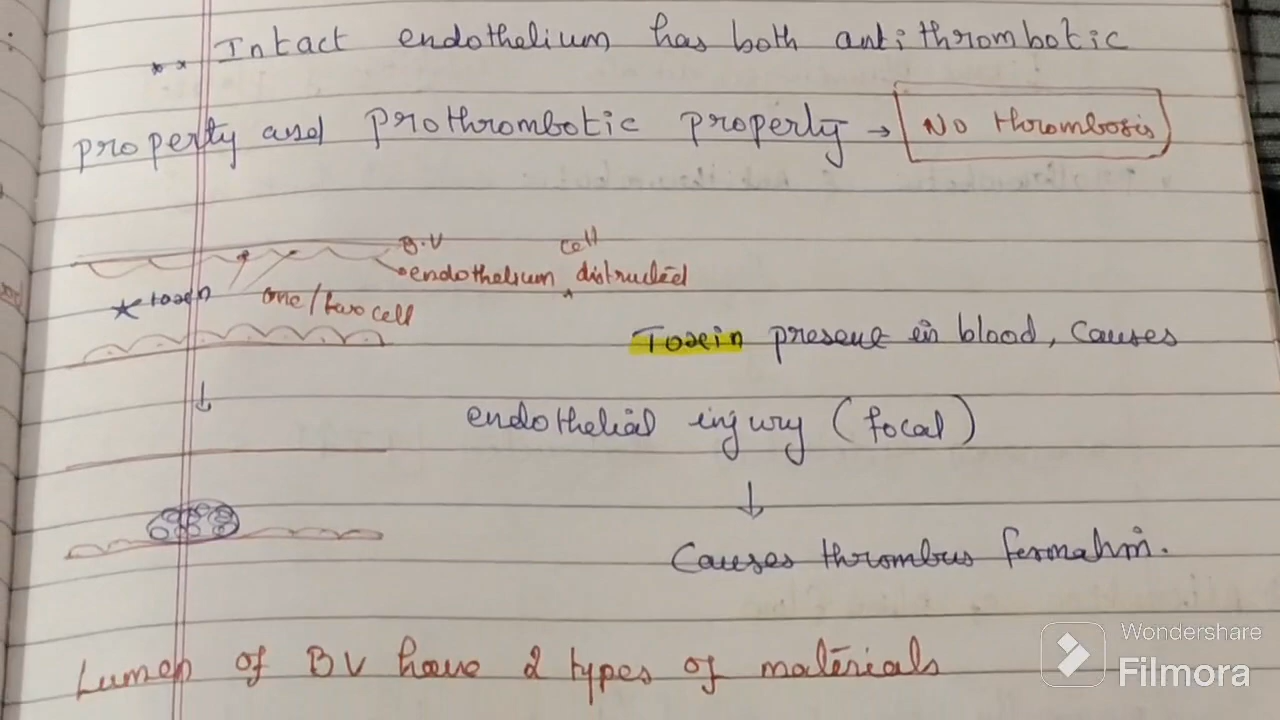 ** Intact endothelium has both antithrombotic
property and prothrombotic property → No thrombosis
B.V cell
endothelium distructed
toxin one/two cell
Toxin present in blood, causes
endothelial injury (focal)
↓
Causes thrombus formation.
Lumen of BV have 2 types of materials
Wondershare
Filmora